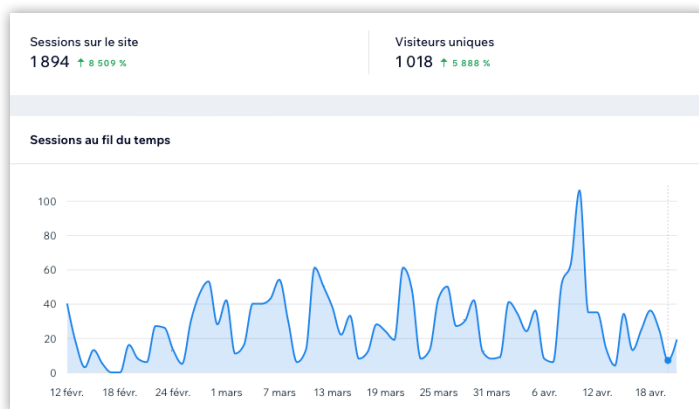 Sessions sur le site
1 894 ↑ 8 509 %
Visiteurs uniques
1 018 ↑ 5 888 %
Sessions au fil du temps
100
80
60
40
20
0
12 févr. 18 févr. 24 févr. 1 mars 7 mars 13 mars 19 mars 25 mars 31 mars 6 avr. 12 avr. 18 avr.